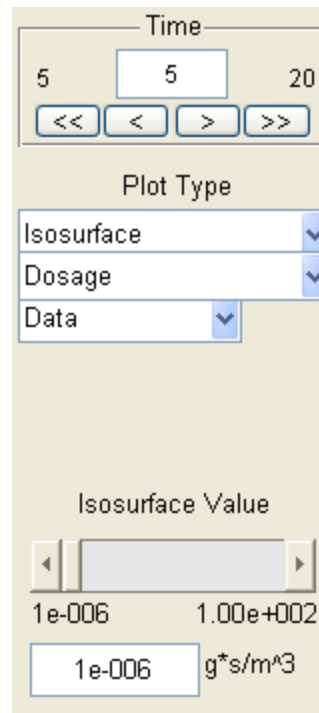 Time
5 5 20
<< < > >>
Plot Type
Isosurface
Dosage
Data
Isosurface Value
1e-006 1.00e+002
1e-006 g*s/m^3